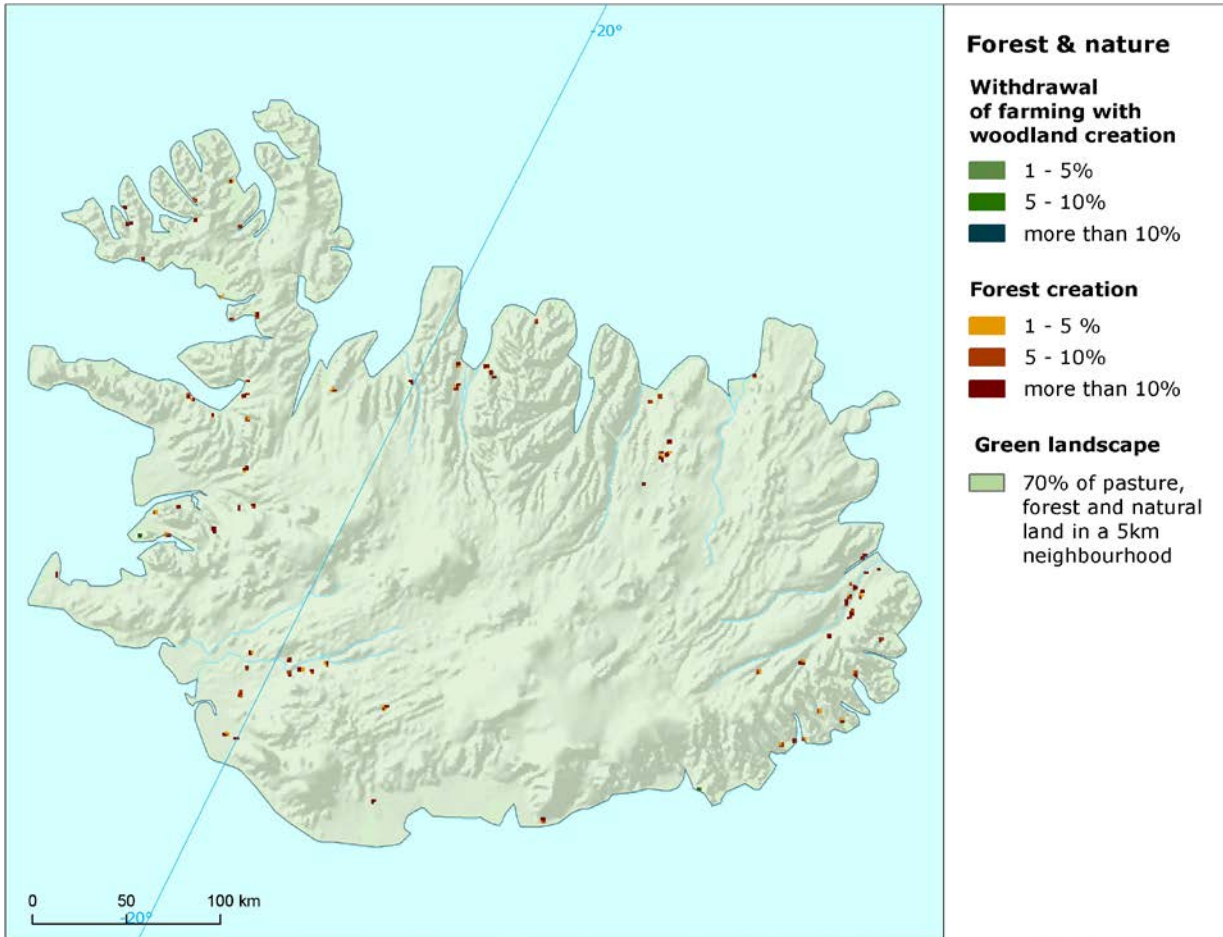 -20°
Forest & nature
Withdrawal
of farming with
woodland creation
1 - 5%
5 - 10%
more than 10%
Forest creation
1 - 5 %
5 - 10%
more than 10%
Green landscape
70% of pasture,
forest and natural
land in a 5km
neighbourhood
0 50 100 km
-20°